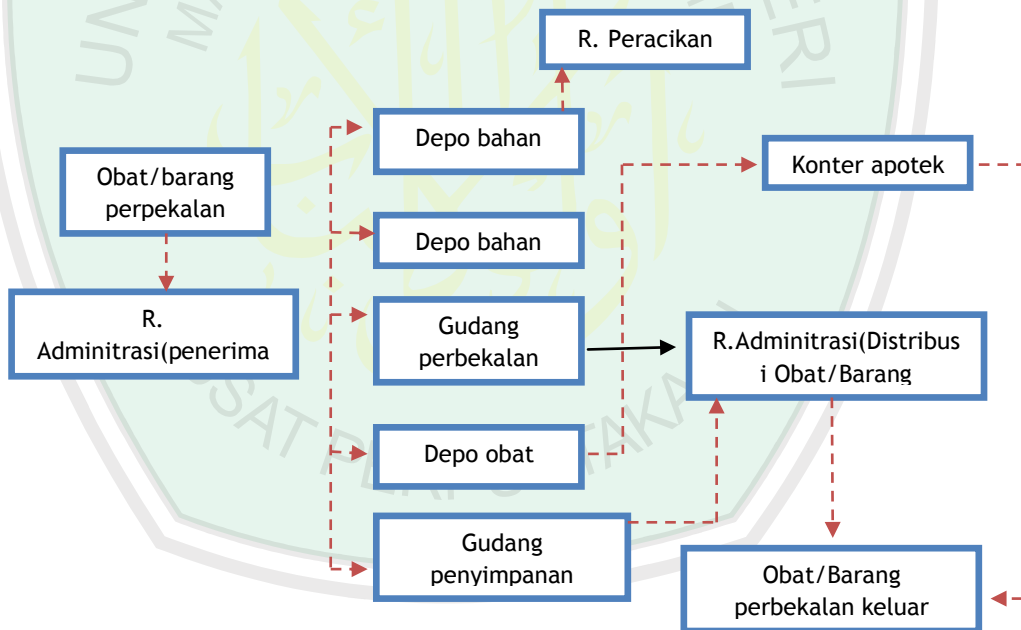 R. Peracikan
Depo bahan
Konter apotek
Obat/barang
perpekalan
Depo bahan
R.
Adminitrasi(penerima
Gudang
perbekalan
R.Adminitrasi(Distribus
i Obat/Barang
Depo obat
Gudang
penyimpanan
Obat/Barang
perbekalan keluar